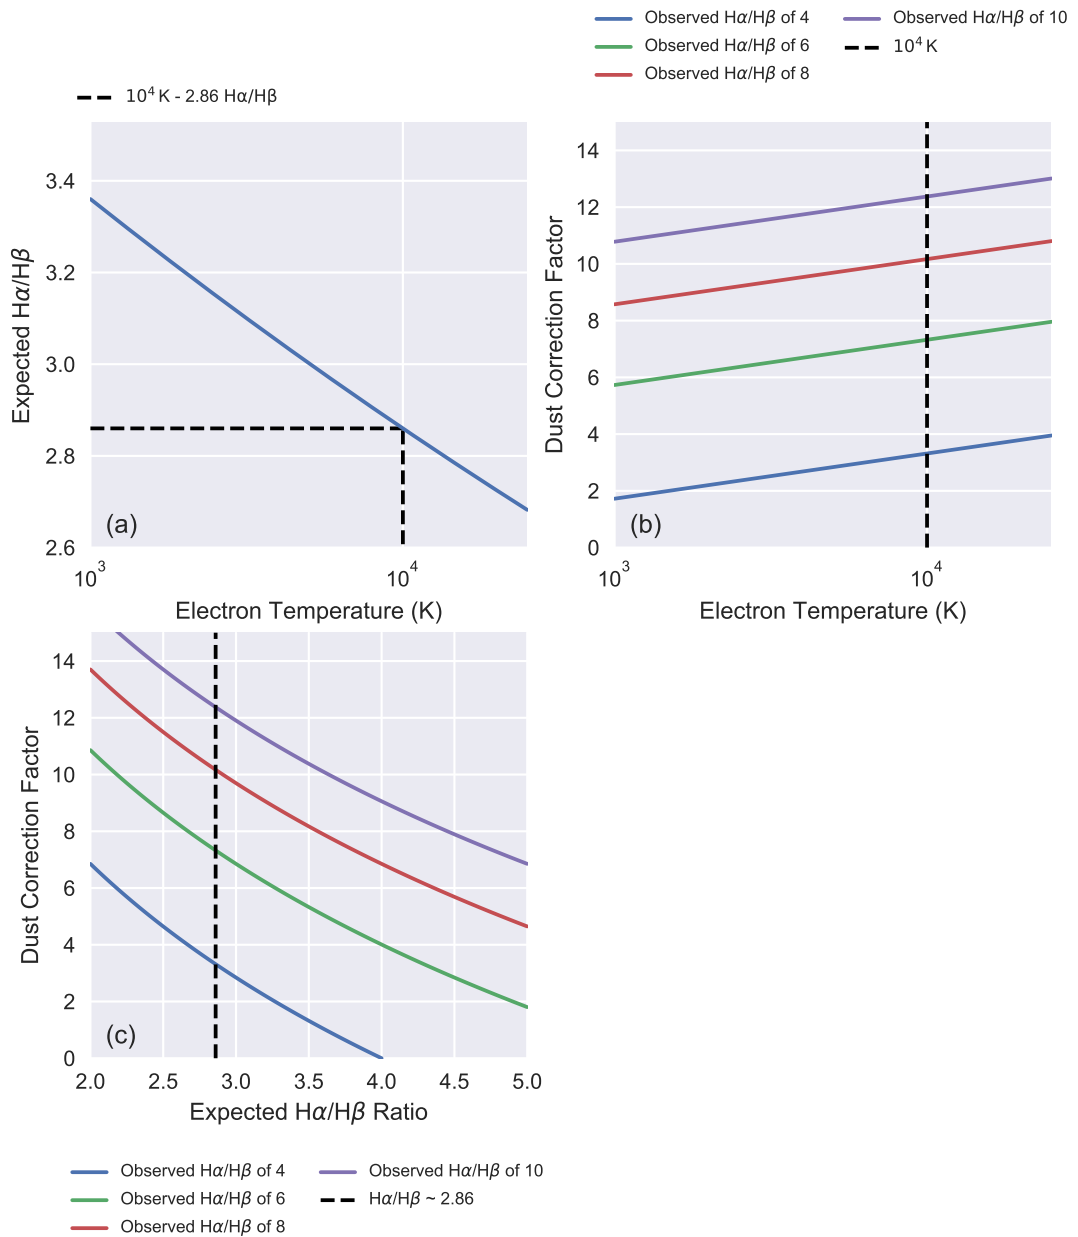 10⁴ K - 2.86 Hα/Hβ
3.4
3.2
3.0
2.8
2.6
Expected Hα/Hβ
(a)
10³
10⁴
Electron Temperature (K)
Observed Hα/Hβ of 4
Observed Hα/Hβ of 6
Observed Hα/Hβ of 8
Observed Hα/Hβ of 10
10⁴ K
14
12
10
8
6
4
2
0
Dust Correction Factor
(b)
10³
10⁴
Electron Temperature (K)
14
12
10
8
6
4
2
0
Dust Correction Factor
(c)
2.0
2.5
3.0
3.5
4.0
4.5
5.0
Expected Hα/Hβ Ratio
Observed Hα/Hβ of 4
Observed Hα/Hβ of 6
Observed Hα/Hβ of 8
Observed Hα/Hβ of 10
Hα/Hβ ~ 2.86